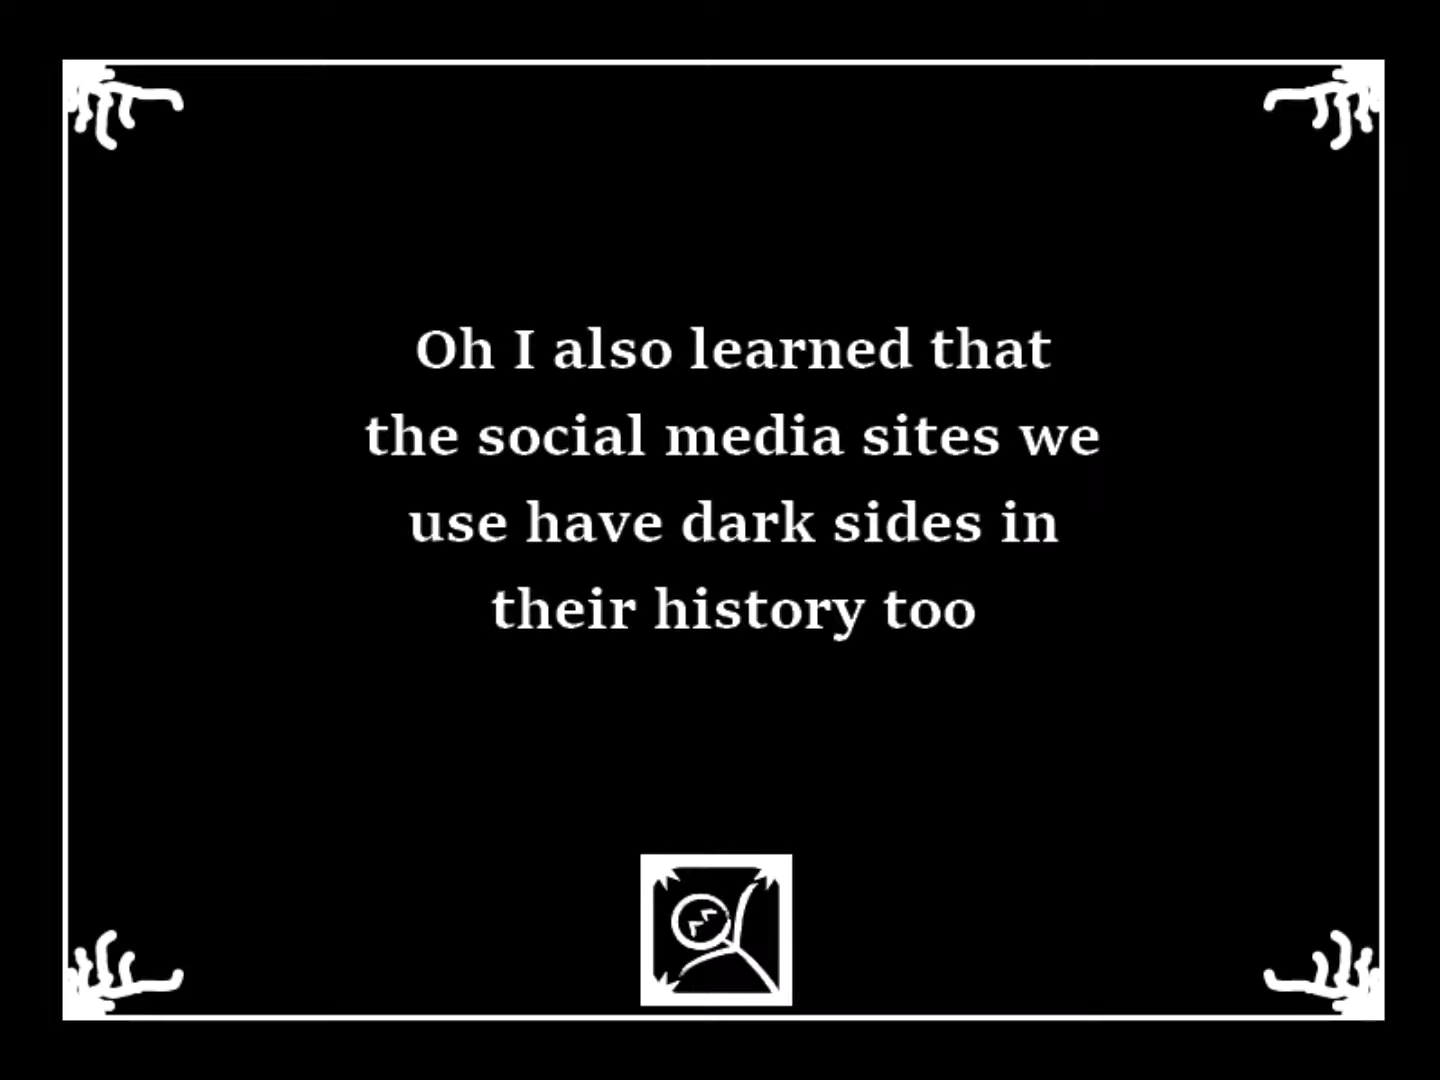 Oh I also learned that
the social media sites we
use have dark sides in
their history too